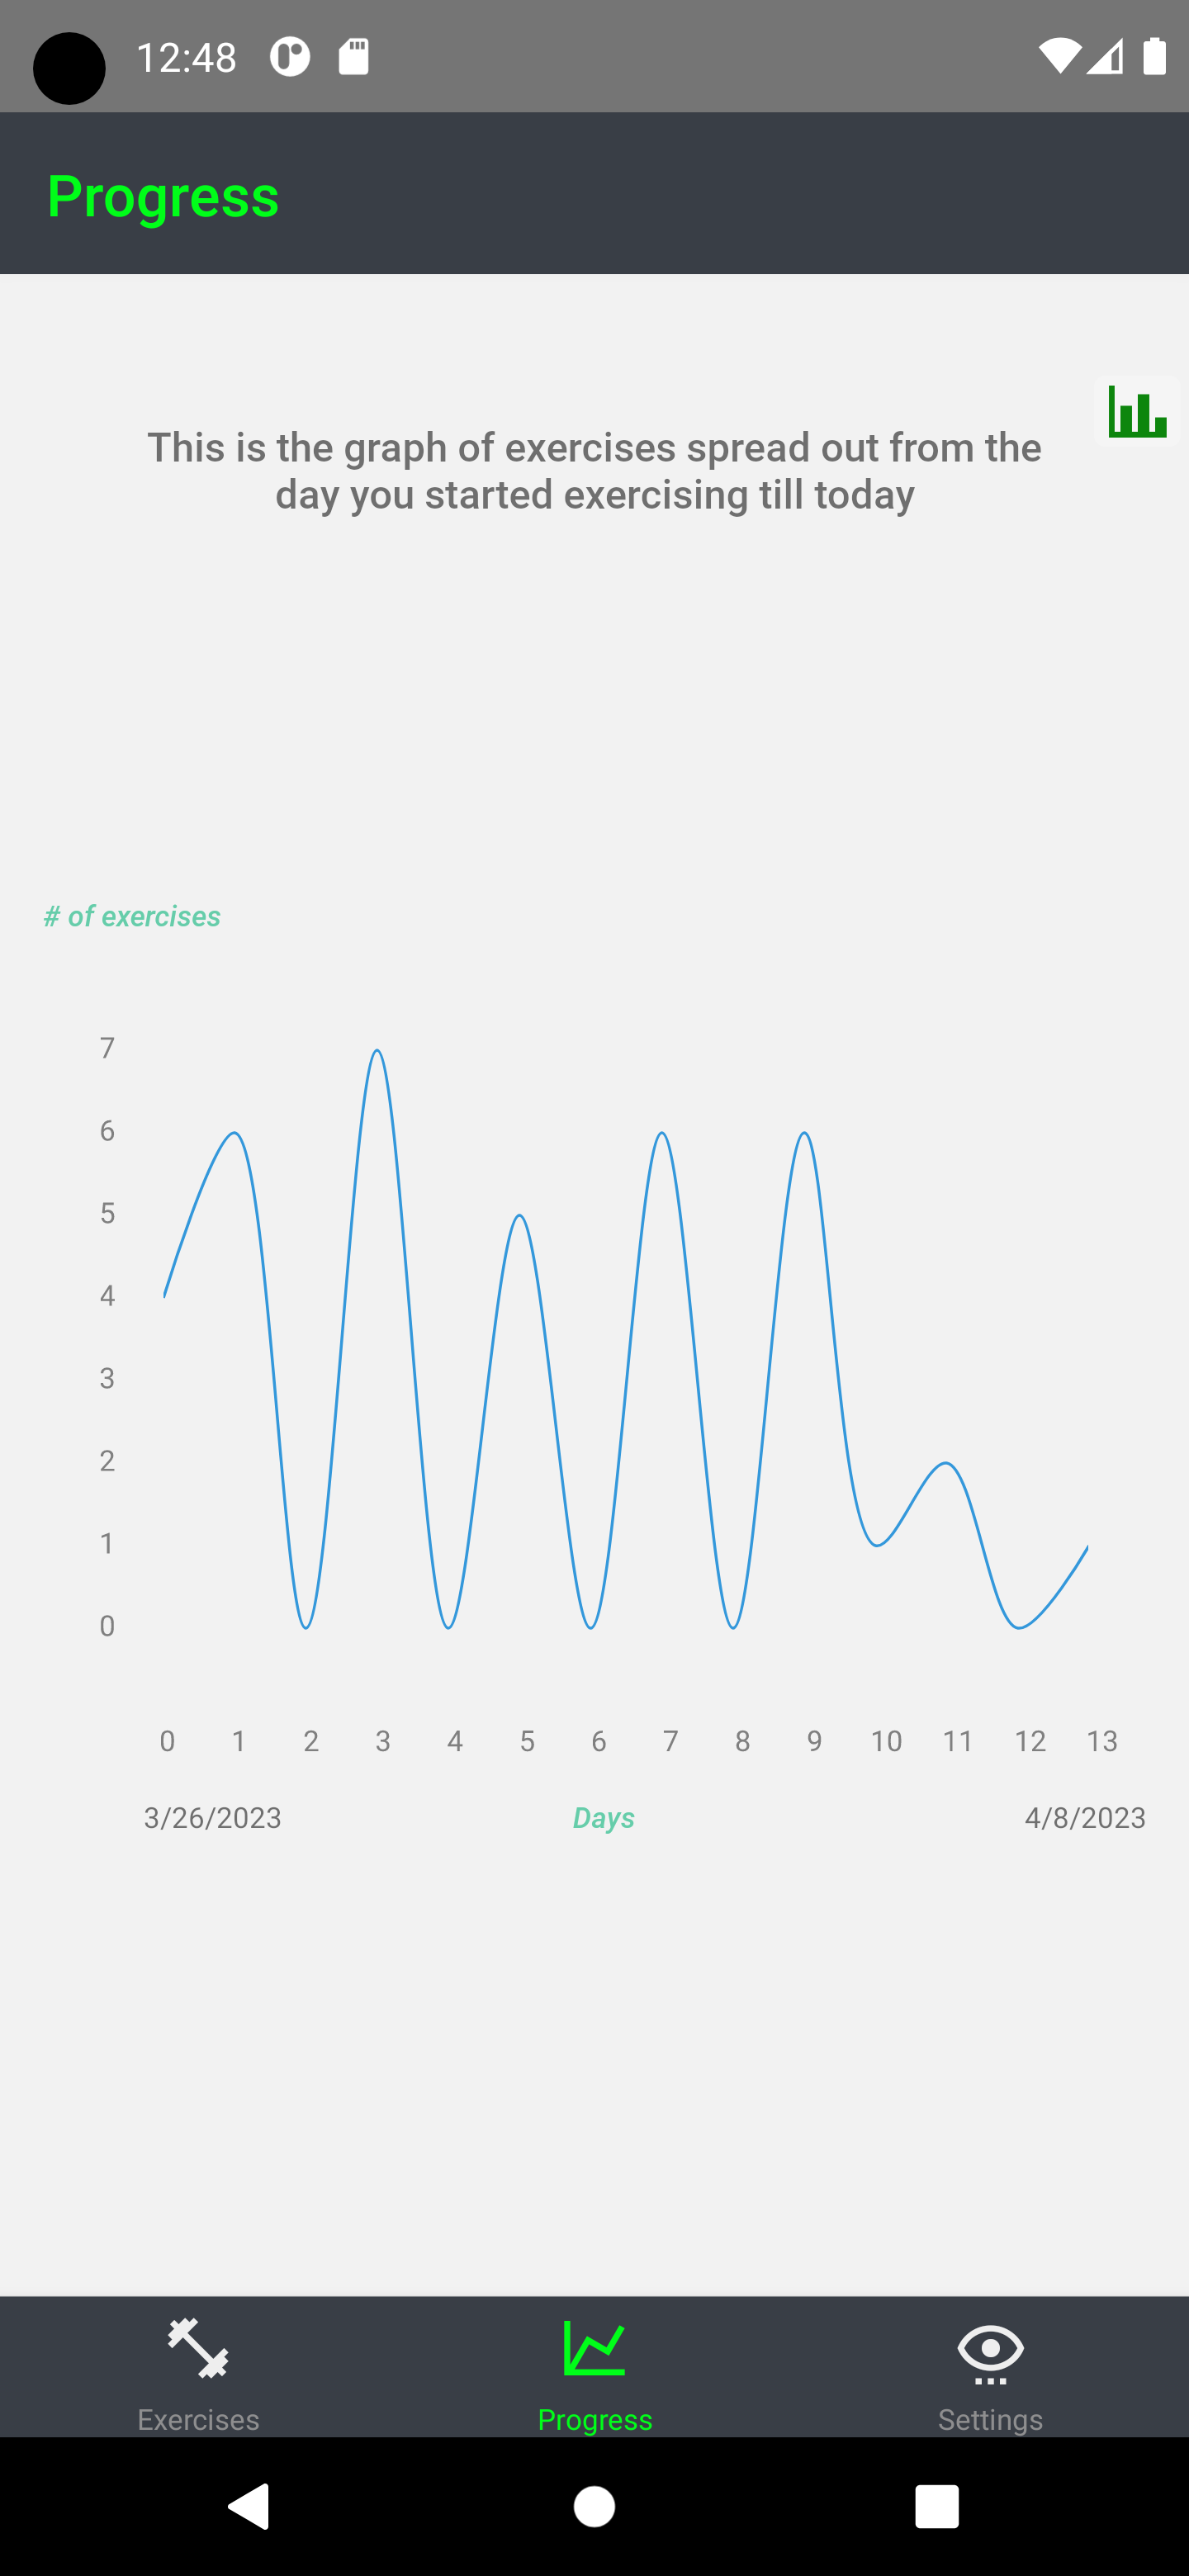 12:48
Progress
This is the graph of exercises spread out from the
day you started exercising till today
# of exercises
7
6
5
4
3
2
1
0
0 1 2 3 4 5 6 7 8 9 10 11 12 13
3/26/2023 Days 4/8/2023
Exercises Progress Settings